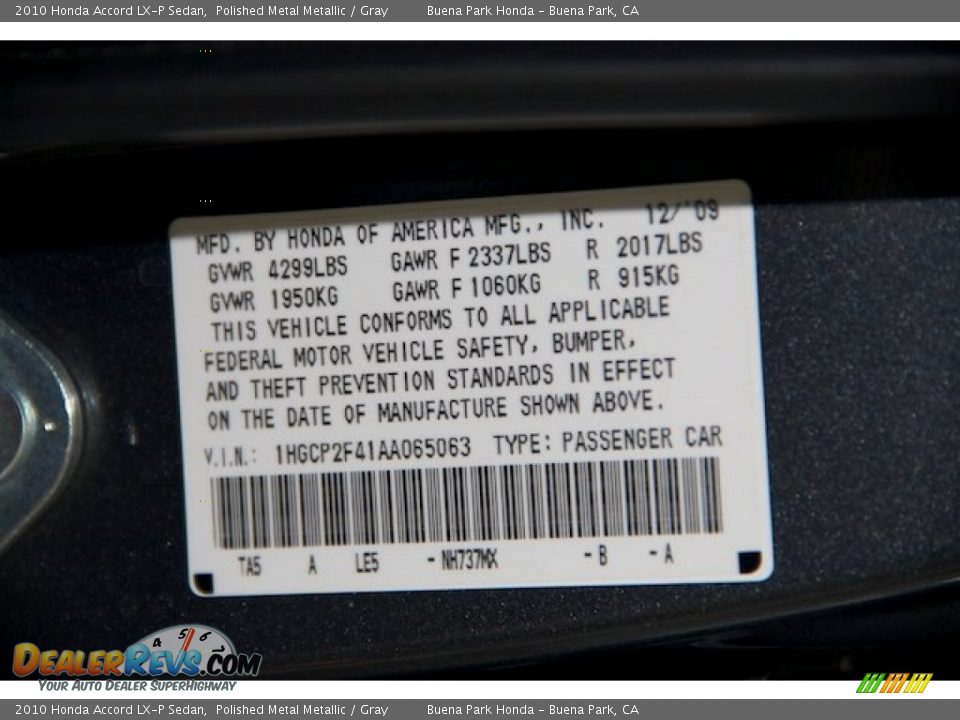 2010 Honda Accord LX-P Sedan, Polished Metal Metallic / Gray Buena Park Honda - Buena Park, CA
MFD. BY HONDA OF AMERICA MFG., INC. 12/'09
GVWR 4299LBS GAWR F 2337LBS R 2017LBS
GVWR 1950KG GAWR F 1060KG R 915KG
THIS VEHICLE CONFORMS TO ALL APPLICABLE
FEDERAL MOTOR VEHICLE SAFETY, BUMPER,
AND THEFT PREVENTION STANDARDS IN EFFECT
ON THE DATE OF MANUFACTURE SHOWN ABOVE.
V.I.N.: 1HGCP2F41AA065063 TYPE: PASSENGER CAR
TA5 A LE5 -NH737MX -B -A
4 5 6
DEALERREVS.COM
YOUR AUTO DEALER SUPERHIGHWAY
2010 Honda Accord LX-P Sedan, Polished Metal Metallic / Gray Buena Park Honda - Buena Park, CA